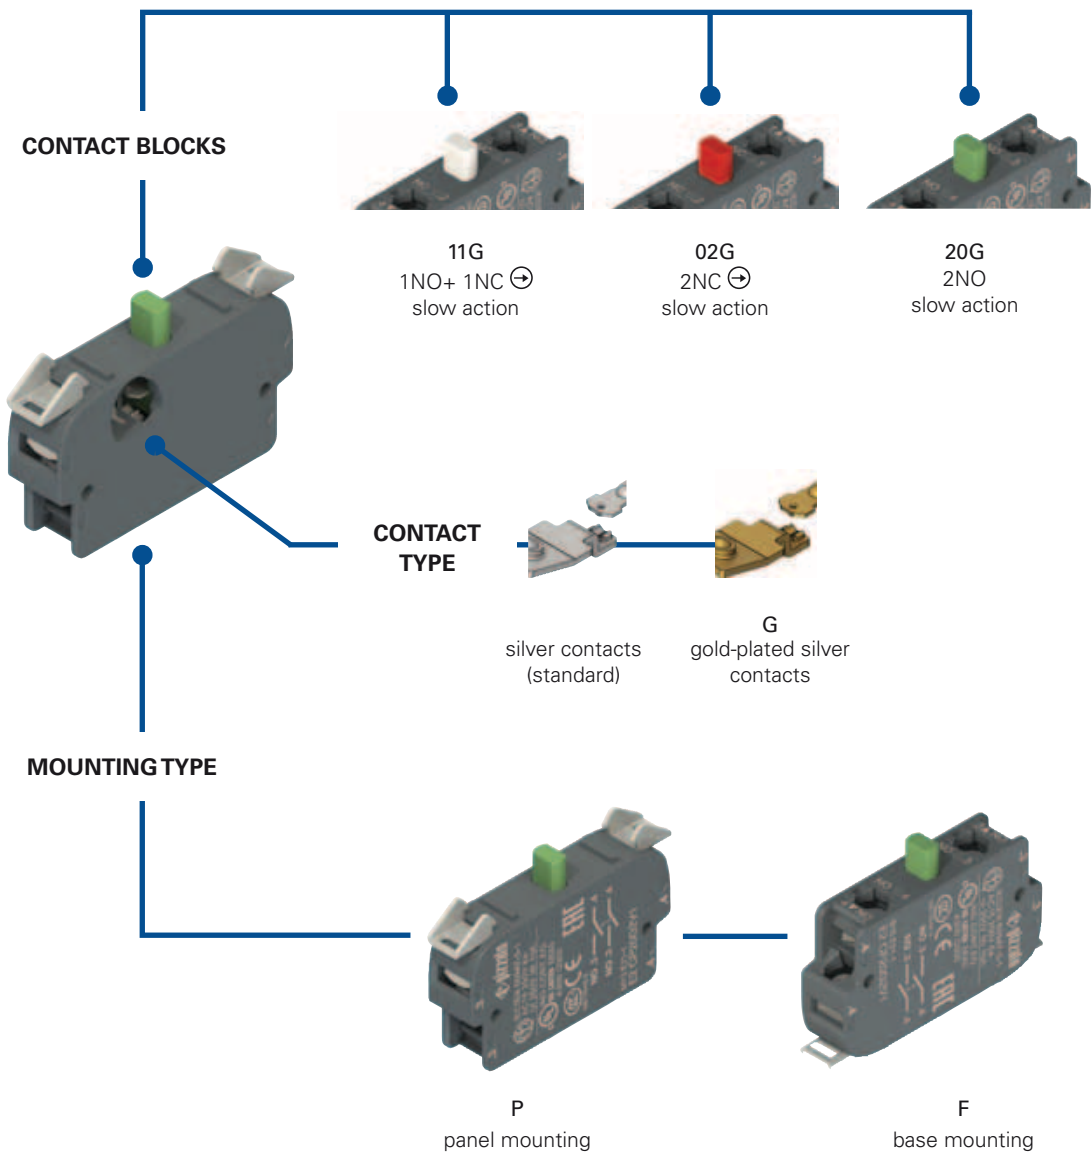 CONTACT BLOCKS
11G
1NO+ 1NC
slow action
02G
2NC
slow action
20G
2NO
slow action
CONTACT
TYPE
silver contacts
(standard)
G
gold-plated silver
contacts
MOUNTING TYPE
P
panel mounting
F
base mounting